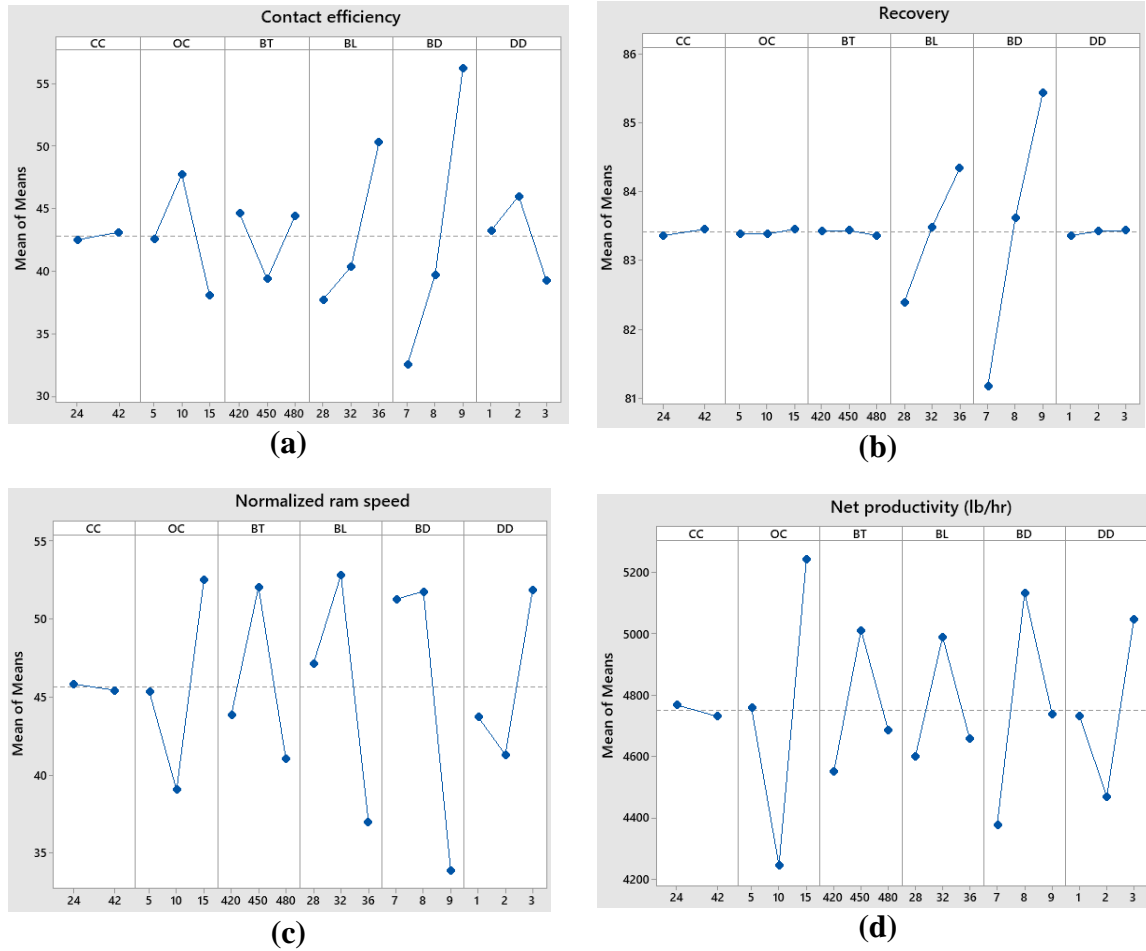 Contact efficiency
CC OC BT BL BD DD
Mean of Means
55
50
45
40
35
30
24 42 5 10 15 420 450 480 28 32 36 7 8 9 1 2 3
(a)
Recovery
CC OC BT BL BD DD
Mean of Means
86
85
84
83
82
81
24 42 5 10 15 420 450 480 28 32 36 7 8 9 1 2 3
(b)
Normalized ram speed
CC OC BT BL BD DD
Mean of Means
55
50
45
40
35
24 42 5 10 15 420 450 480 28 32 36 7 8 9 1 2 3
(c)
Net productivity (lb/hr)
CC OC BT BL BD DD
Mean of Means
5200
5000
4800
4600
4400
4200
24 42 5 10 15 420 450 480 28 32 36 7 8 9 1 2 3
(d)